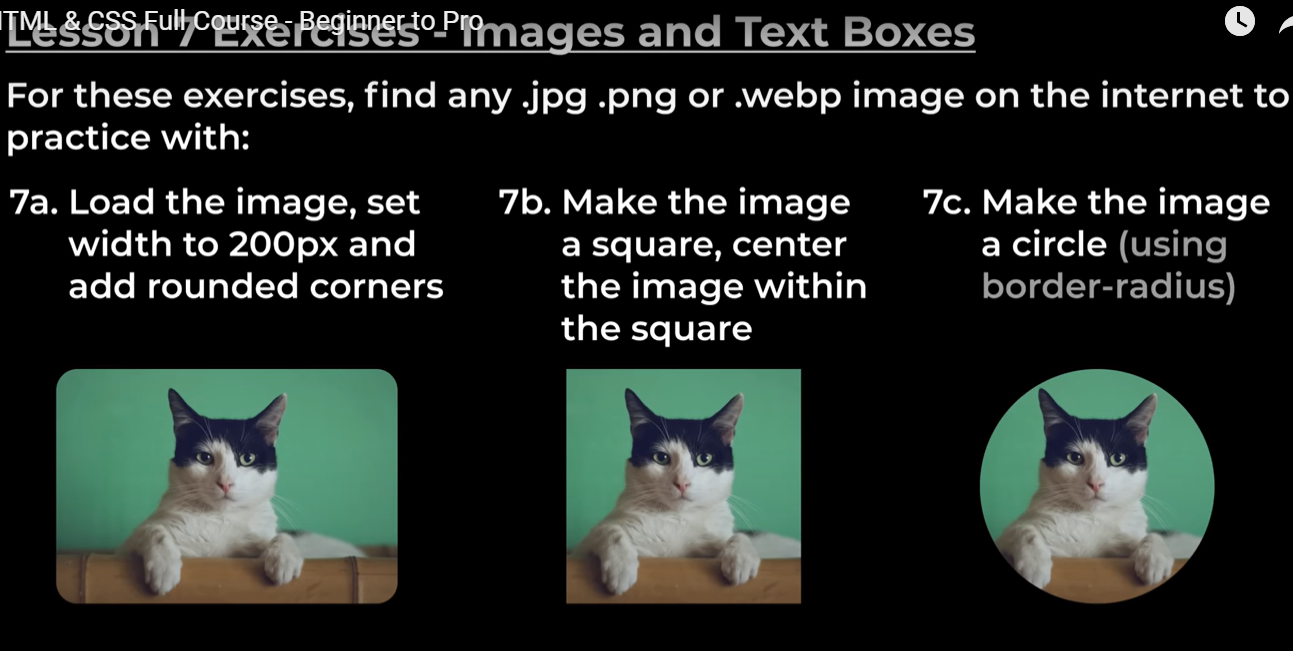 HTML & CSS Full Course - Beginner to Pro
Lesson 7 Exercises - Images and Text Boxes
For these exercises, find any .jpg .png or .webp image on the internet to
practice with:
7a. Load the image, set
width to 200px and
add rounded corners
7b. Make the image
a square, center
the image within
the square
7c. Make the image
a circle (using
border-radius)